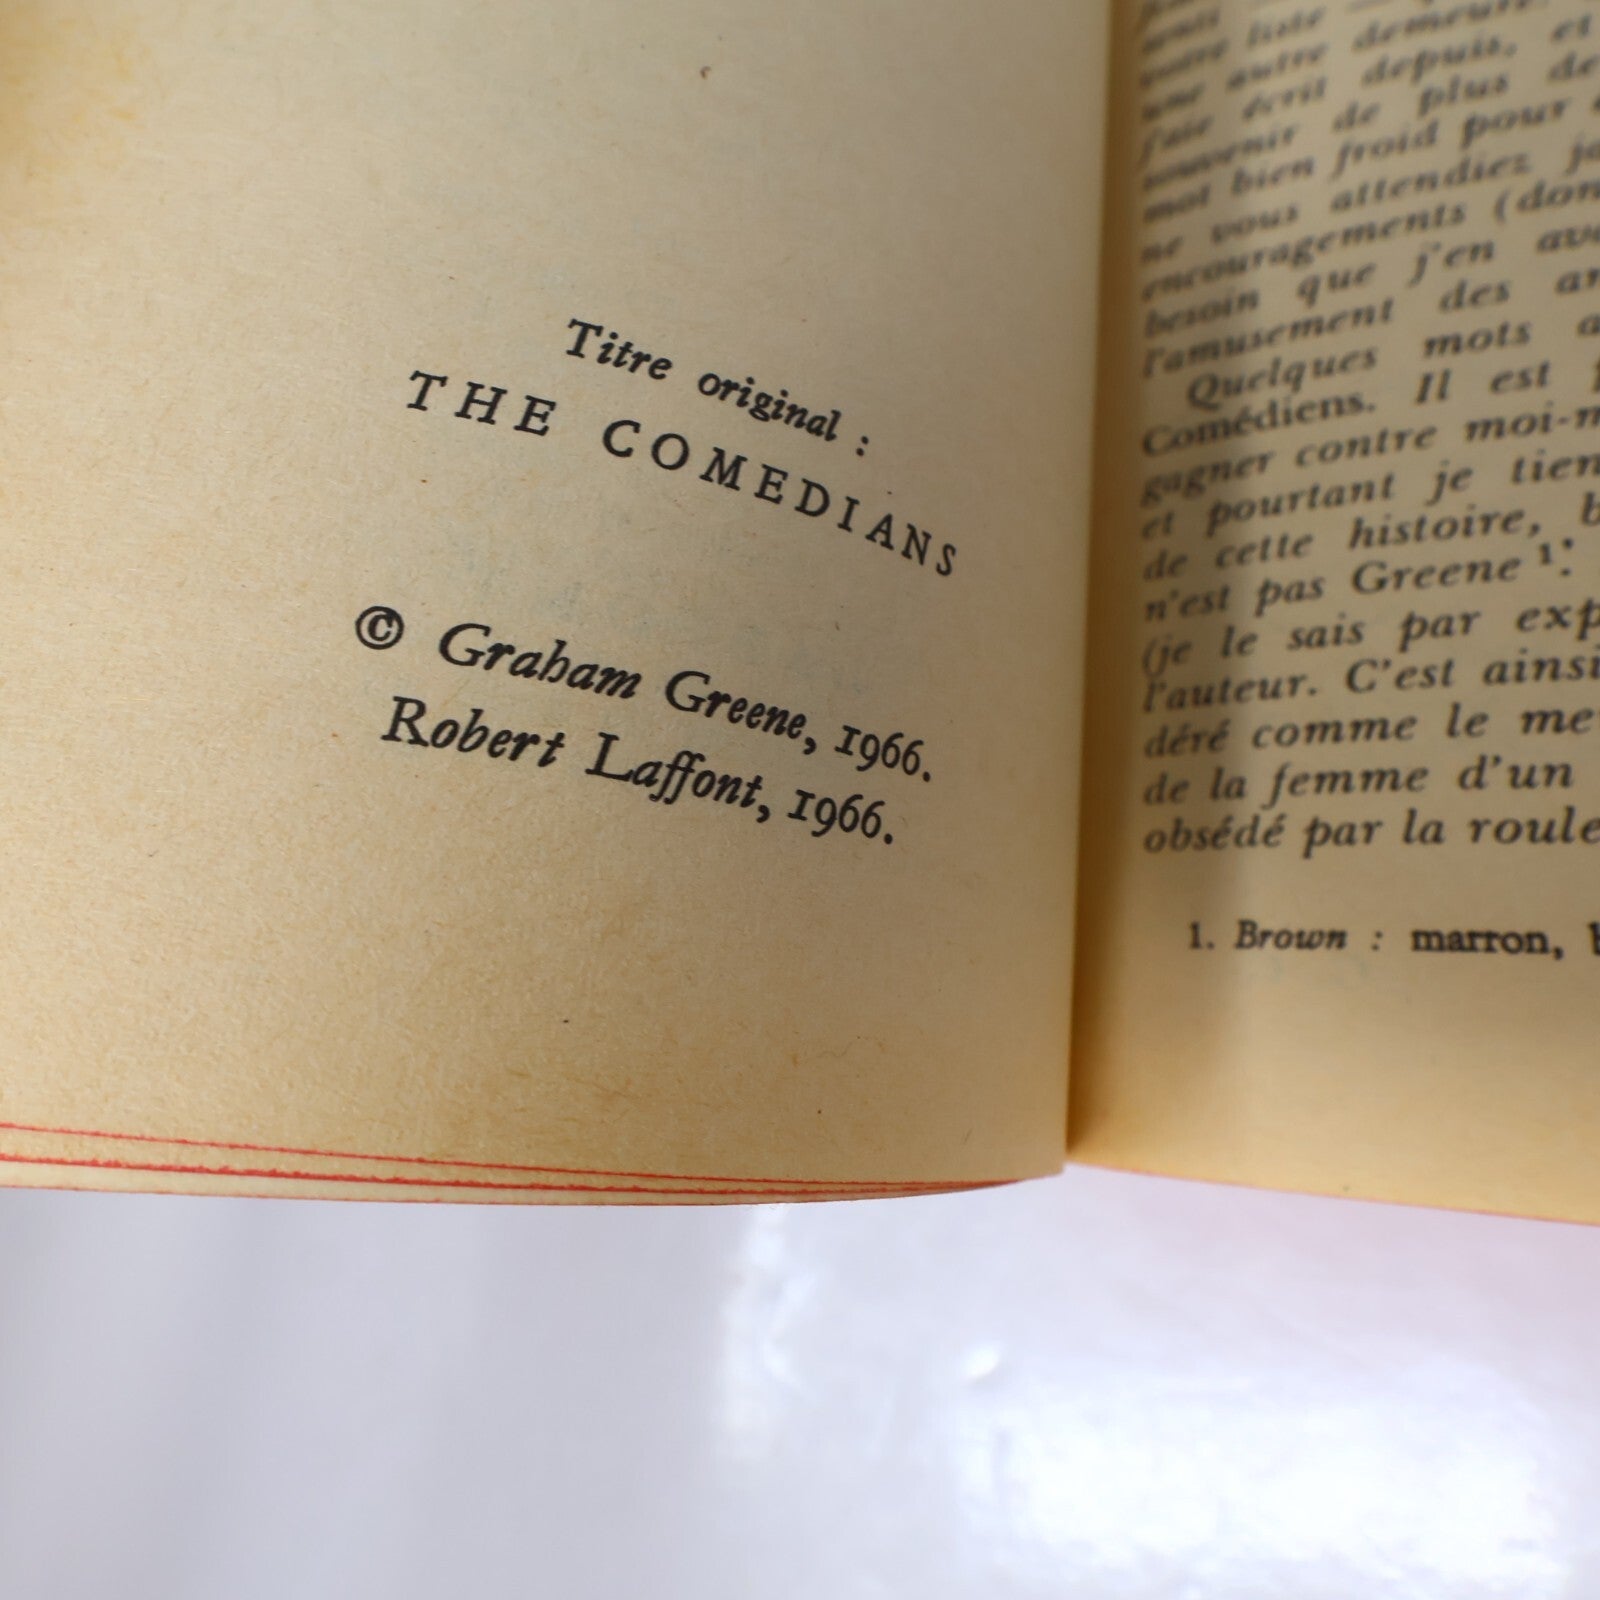 Titre original :
THE COMEDIANS
© Graham Greene, 1966.
Robert Laffont, 1966.
votre liste
une autre demeure.
j'aie écrit depuis, et
souvenir de plus de
mot bien froid pour
ne vous attendiez
encouragements (don
besoin que j'en av
l'amusement des
Quelques mots
Comédiens. Il est
gagner contre moi-m
et pourtant je tien
de cette histoire, b
n'est pas Greene ¹:
(je le sais par exp
l'auteur. C'est ainsi
déré comme le me
de la femme d'un
obsédé par la roule
1. Brown : marron, b